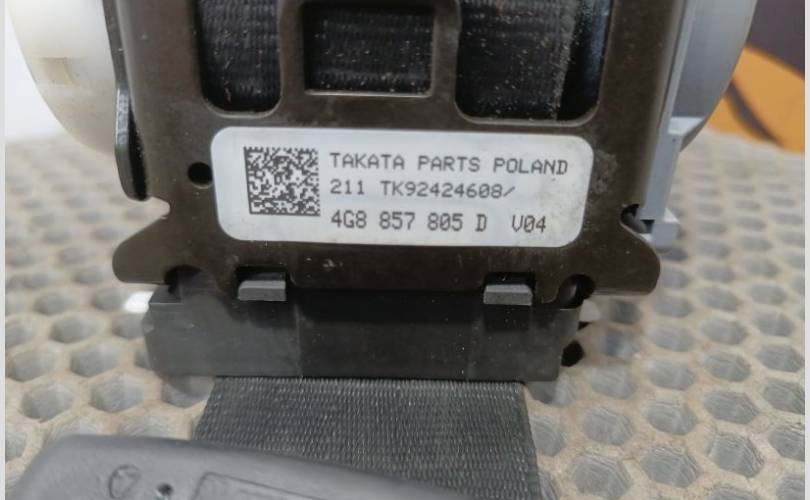 TAKATA PARTS POLAND
211 TK92424608/
4G8 857 805 D V04